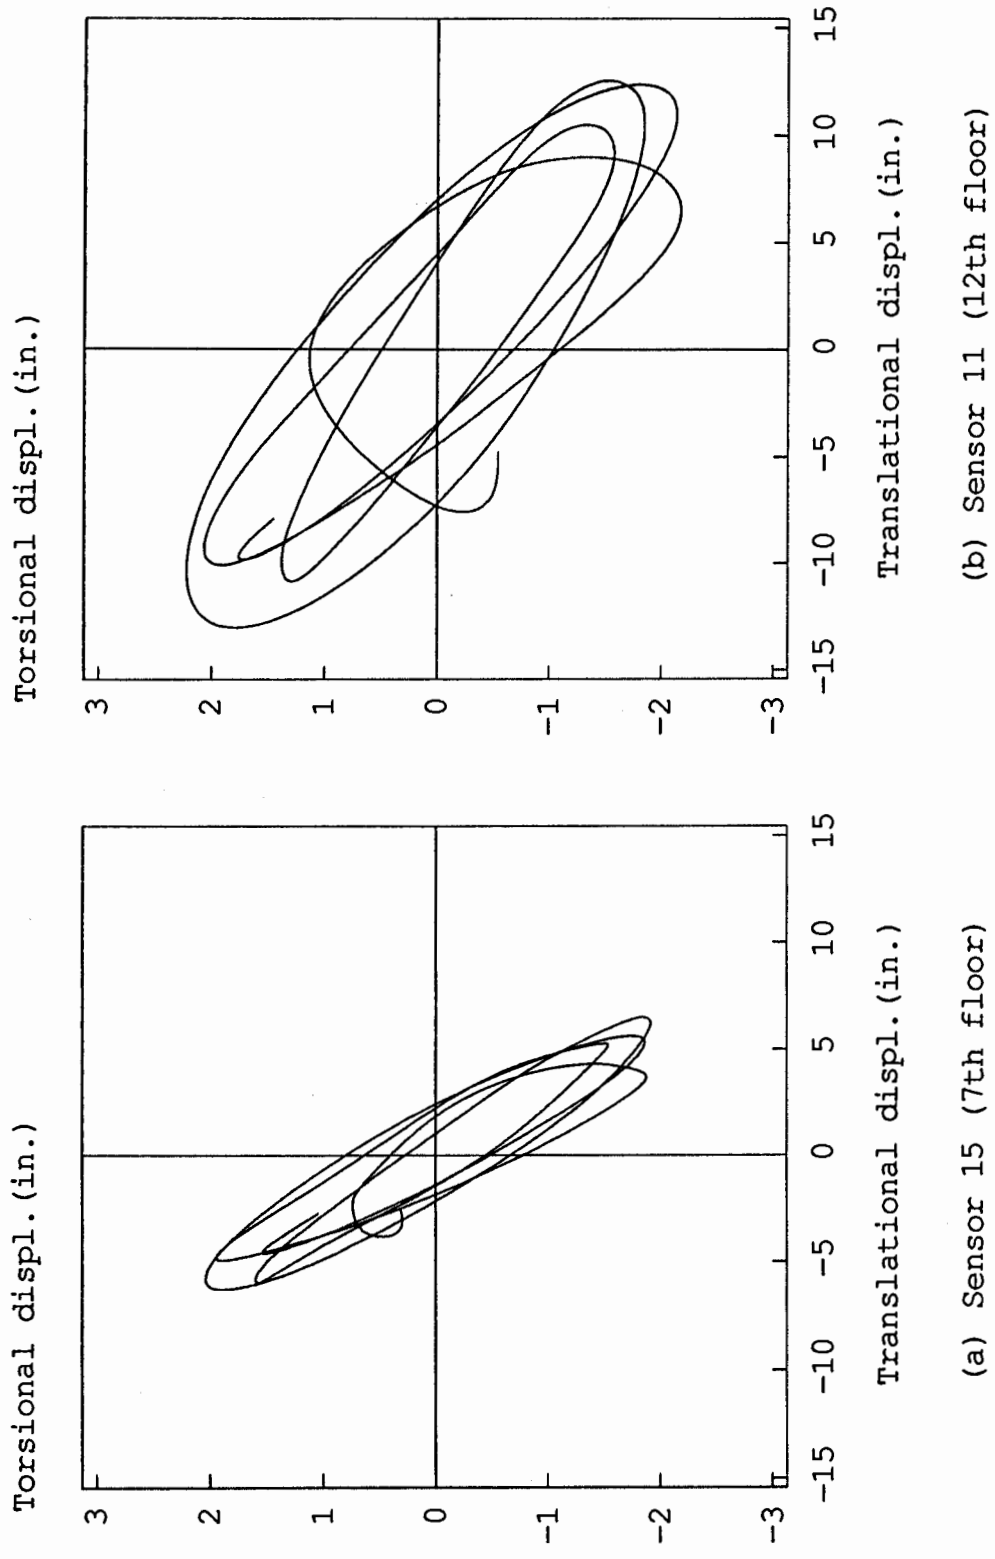 Torsional displ.(in.)
3
2
1
0
−1
−2
−3
−15 −10 −5 0 5 10 15
Translational displ.(in.)
(a) Sensor 15 (7th floor)
Torsional displ.(in.)
3
2
1
0
−1
−2
−3
−15 −10 −5 0 5 10 15
Translational displ.(in.)
(b) Sensor 11 (12th floor)